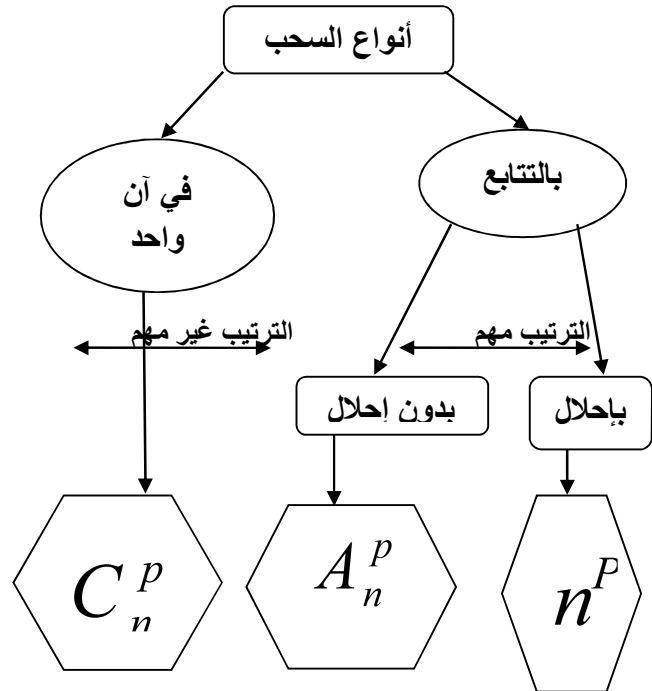 أنواع السحب
بالتتابع
في آن
واحد
الترتيب مهم
الترتيب غير مهم
بإحلال
بدون إحلال
n^P
A_n^p
C_n^p